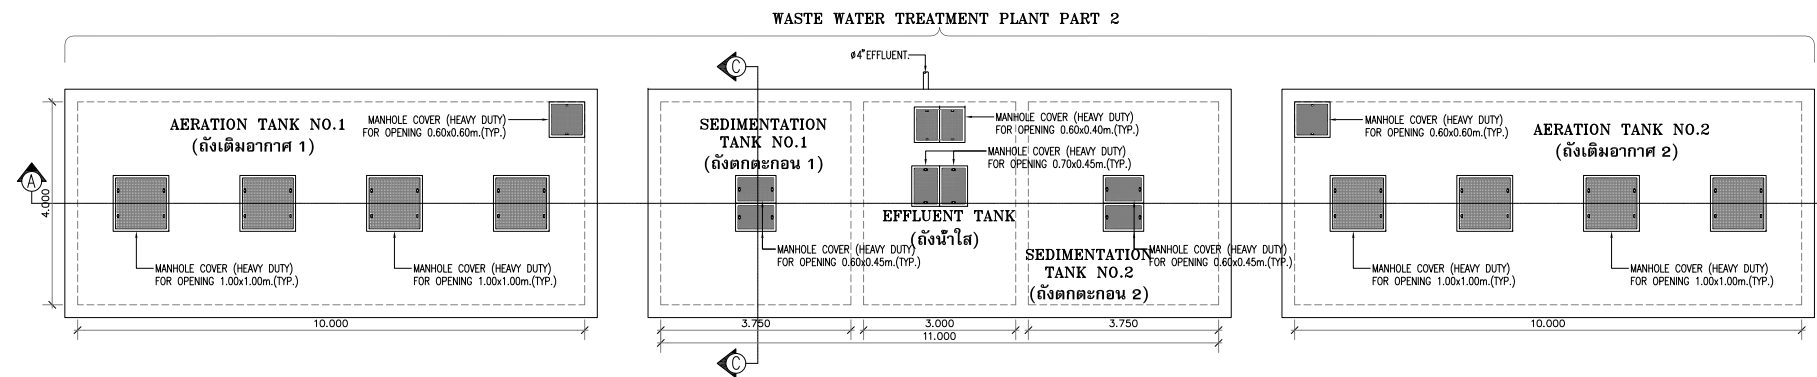 WASTE WATER TREATMENT PLANT PART 2
ø4"EFFLUENT.
C
AERATION TANK NO.1
(ถังเติมอากาศ 1)
MANHOLE COVER (HEAVY DUTY)
FOR OPENING 0.60x0.60m.(TYP.)
SEDIMENTATION
TANK NO.1
(ถังตกตะกอน 1)
MANHOLE COVER (HEAVY DUTY)
FOR OPENING 0.60x0.40m.(TYP.)
MANHOLE COVER (HEAVY DUTY)
FOR OPENING 0.70x0.45m.(TYP.)
MANHOLE COVER (HEAVY DUTY)
FOR OPENING 0.60x0.60m.(TYP.)
AERATION TANK NO.2
(ถังเติมอากาศ 2)
A
4.000
EFFLUENT TANK
(ถังน้ำใส)
MANHOLE COVER (HEAVY DUTY)
FOR OPENING 1.00x1.00m.(TYP.)
MANHOLE COVER (HEAVY DUTY)
FOR OPENING 1.00x1.00m.(TYP.)
MANHOLE COVER (HEAVY DUTY)
FOR OPENING 0.60x0.45m.(TYP.)
SEDIMENTATION
TANK NO.2
(ถังตกตะกอน 2)
MANHOLE COVER (HEAVY DUTY)
FOR OPENING 0.60x0.45m.(TYP.)
MANHOLE COVER (HEAVY DUTY)
FOR OPENING 1.00x1.00m.(TYP.)
MANHOLE COVER (HEAVY DUTY)
FOR OPENING 1.00x1.00m.(TYP.)
10.000
3.750
3.000
3.750
10.000
11.000
C